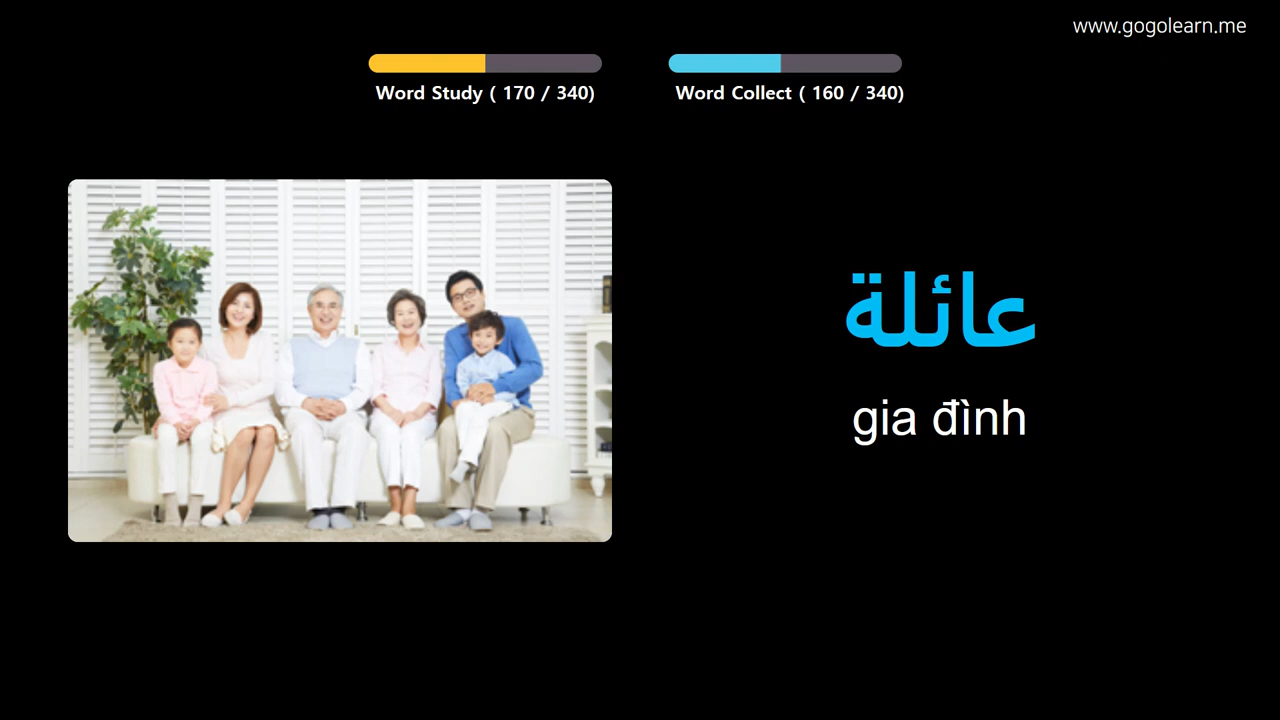 www.gogolearn.me
Word Study ( 170 / 340)
Word Collect ( 160 / 340)
عائلة
gia đình